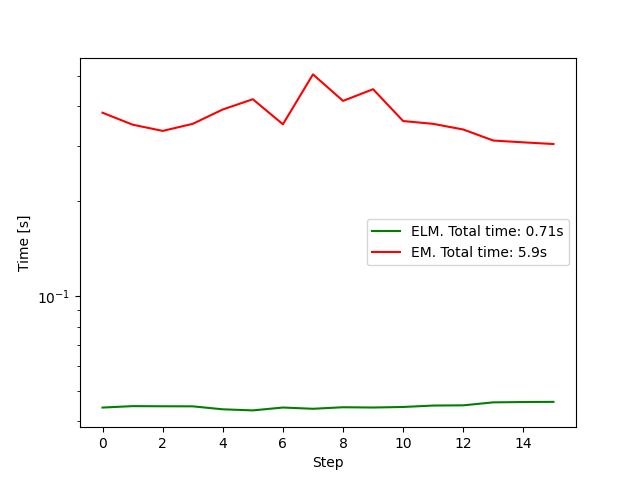 Time [s]
10⁻¹
ELM. Total time: 0.71s
EM. Total time: 5.9s
0 2 4 6 8 10 12 14
Step